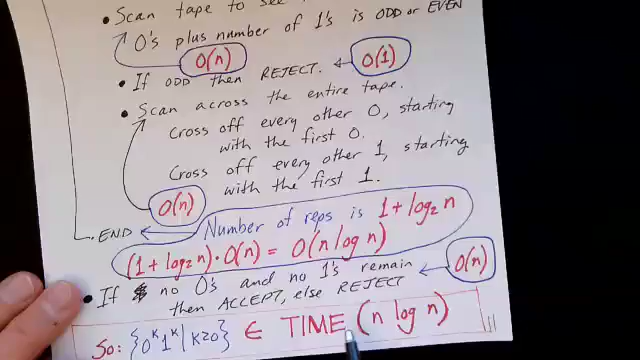 • Scan tape to see
0's plus number of 1's is ODD or EVEN
O(n)
• If ODD then REJECT. O(1)
• Scan across the entire tape.
Cross off every other 0, starting
with the first 0.
Cross off every other 1, starting
with the first 1.
O(n)
Number of reps is 1 + log₂ n
END
(1 + log₂ n) · O(n) = O(n log n)
O(n)
• If no 0's and no 1's remain
then ACCEPT, else REJECT
So: {0ᴷ1ᴷ | K≥0} ∈ TIME (n log n)